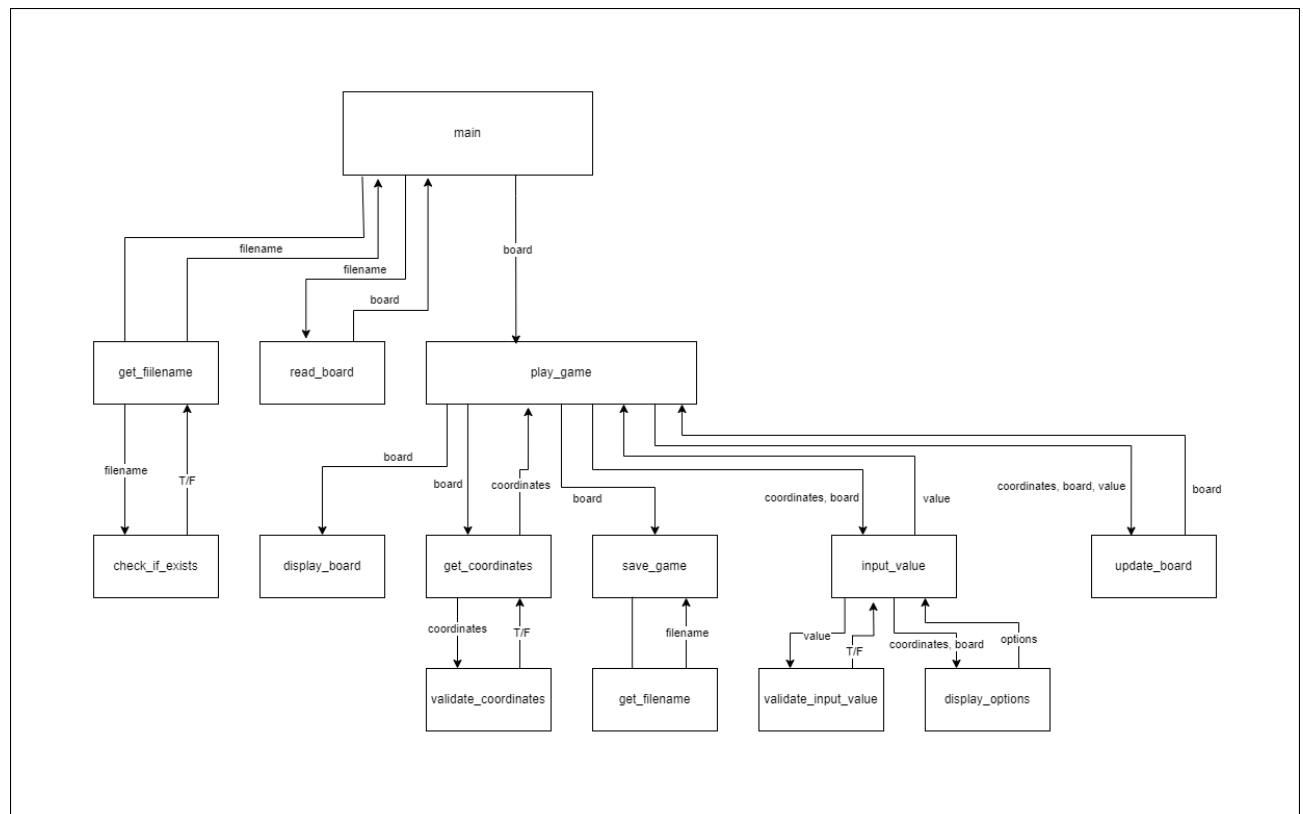 main
filename
board
filename
board
get_fiilename
read_board
play_game
board
filename
T/F
board
coordinates
board
coordinates, board
value
coordinates, board, value
board
check_if_exists
display_board
get_coordinates
save_game
input_value
update_board
coordinates
T/F
filename
value
T/F
coordinates, board
options
validate_coordinates
get_filename
validate_input_value
display_options